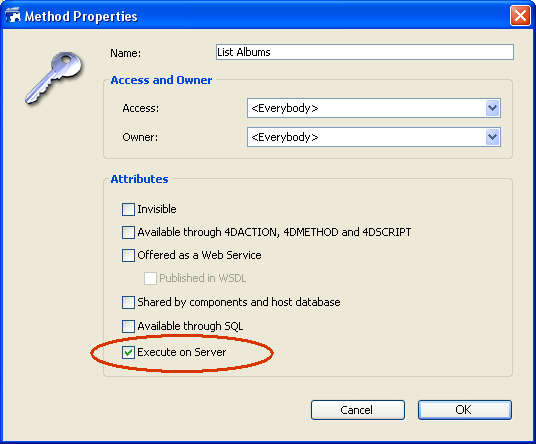 Method Properties
Name: List Albums
Access and Owner
Access: <Everybody>
Owner: <Everybody>
Attributes
Invisible
Available through 4DACTION, 4DMETHOD and 4DSCRIPT
Offered as a Web Service
Published in WSDL
Shared by components and host database
Available through SQL
Execute on Server
Cancel OK